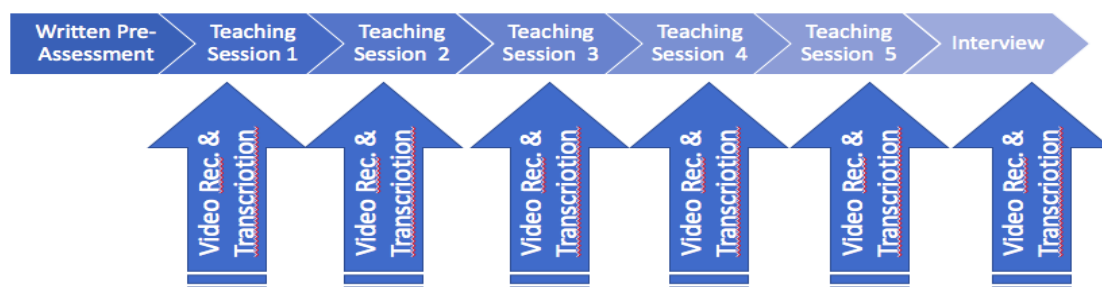 Written Pre-
Assessment
Teaching
Session 1
Teaching
Session 2
Teaching
Session 3
Teaching
Session 4
Teaching
Session 5
Interview
Video Rec. &
Transcriotion
Video Rec. &
Transcriotion
Video Rec. &
Transcriotion
Video Rec. &
Transcriotion
Video Rec. &
Transcriotion
Video Rec. &
Transcriotion